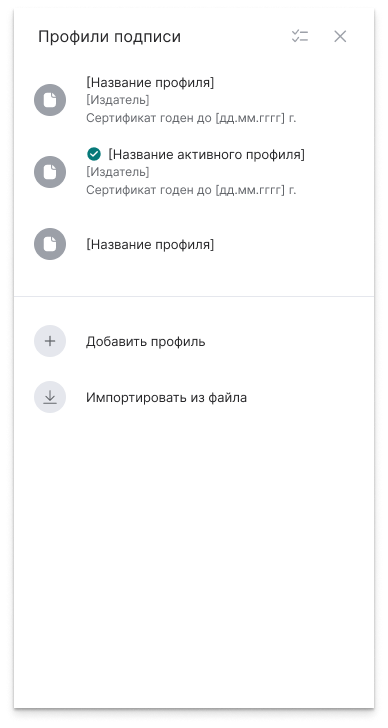 Профили подписи
[Название профиля]
[Издатель]
Сертификат годен до [дд.мм.гггг] г.
[Название активного профиля]
[Издатель]
Сертификат годен до [дд.мм.гггг] г.
[Название профиля]
Добавить профиль
Импортировать из файла